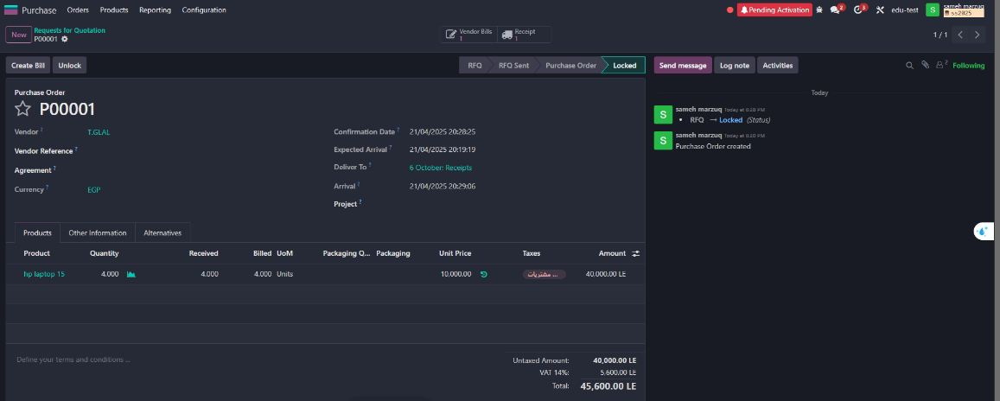 Purchase Orders Products Reporting Configuration
Pending Activation 2 3 edu-test S sameh marzuq
ss2025
New Requests for Quotation
P00001
Vendor Bills
1
Receipt
1
1 / 1
Create Bill Unlock
RFQ RFQ Sent Purchase Order Locked
Send message Log note Activities 2 Following
Purchase Order
P00001
Vendor ? T.GLAL
Vendor Reference ?
Agreement ?
Currency ? EGP
Confirmation Date ? 21/04/2025 20:28:25
Expected Arrival ? 21/04/2025 20:19:19
Deliver To ? 6 October: Receipts
Arrival ? 21/04/2025 20:29:06
Project ?
Products Other Information Alternatives
Product Quantity Received Billed UoM Packaging Q... Packaging Unit Price Taxes Amount
hp laptop 15 4.000 4.000 4.000 Units 10,000.00 مشتريات ... 40,000.00 LE
Define your terms and conditions ...
Untaxed Amount: 40,000.00 LE
VAT 14%: 5,600.00 LE
Total: 45,600.00 LE
Today
S sameh marzuq Today at 8:28 PM
• RFQ → Locked (Status)
S sameh marzuq Today at 8:20 PM
Purchase Order created